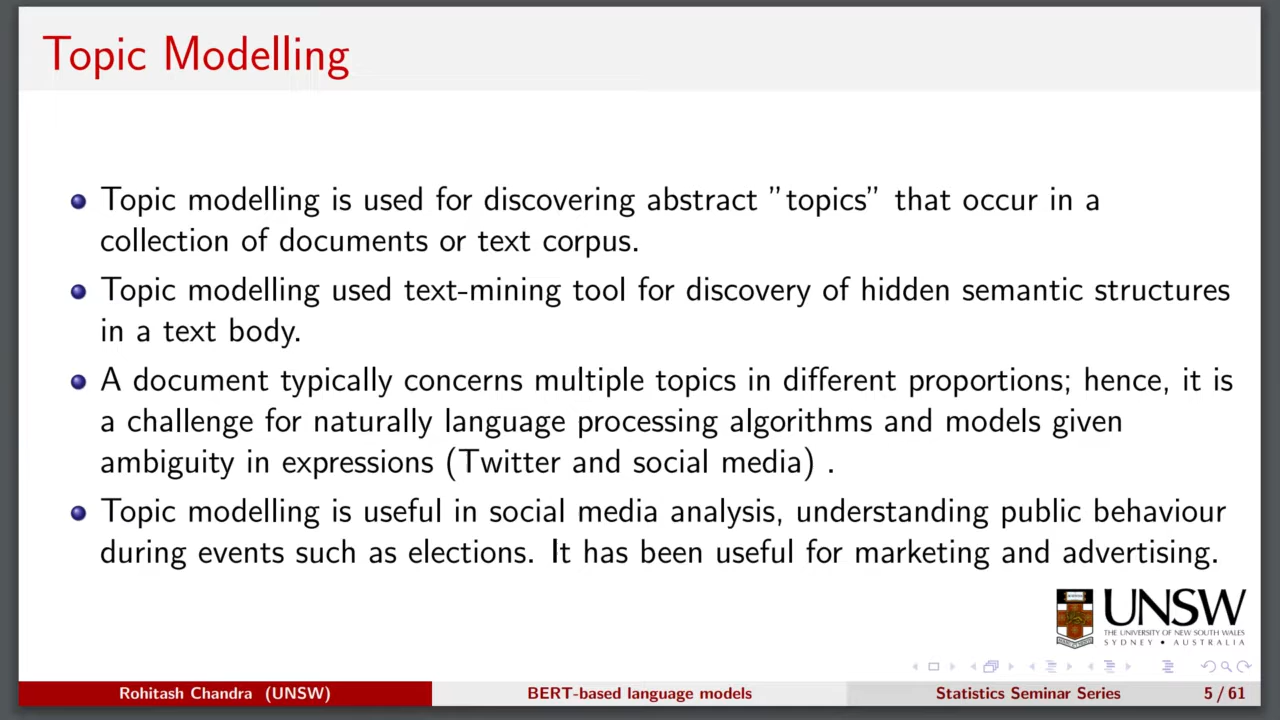 Topic Modelling
Topic modelling is used for discovering abstract ”topics” that occur in a
collection of documents or text corpus.
Topic modelling used text-mining tool for discovery of hidden semantic structures
in a text body.
A document typically concerns multiple topics in different proportions; hence, it is
a challenge for naturally language processing algorithms and models given
ambiguity in expressions (Twitter and social media) .
Topic modelling is useful in social media analysis, understanding public behaviour
during events such as elections. It has been useful for marketing and advertising.
UNSW
THE UNIVERSITY OF NEW SOUTH WALES
SYDNEY • AUSTRALIA
Rohitash Chandra (UNSW) BERT-based language models Statistics Seminar Series 5 / 61